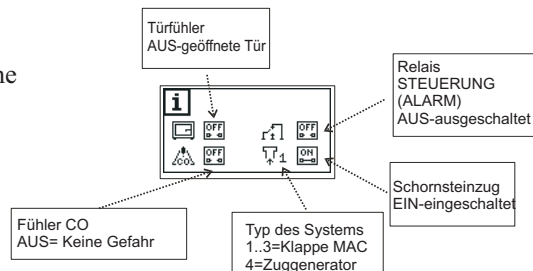 Türfühler
AUS-geöffnete Tür
ne
Relais
STEUERUNG
(ALARM)
AUS-ausgeschaltet
i
OFF
OFF
CO
OFF
1
ON
Schornsteinzug
EIN-eingeschaltet
Fühler CO
AUS= Keine Gefahr
Typ des Systems
1..3=Klappe MAC
4=Zuggenerator